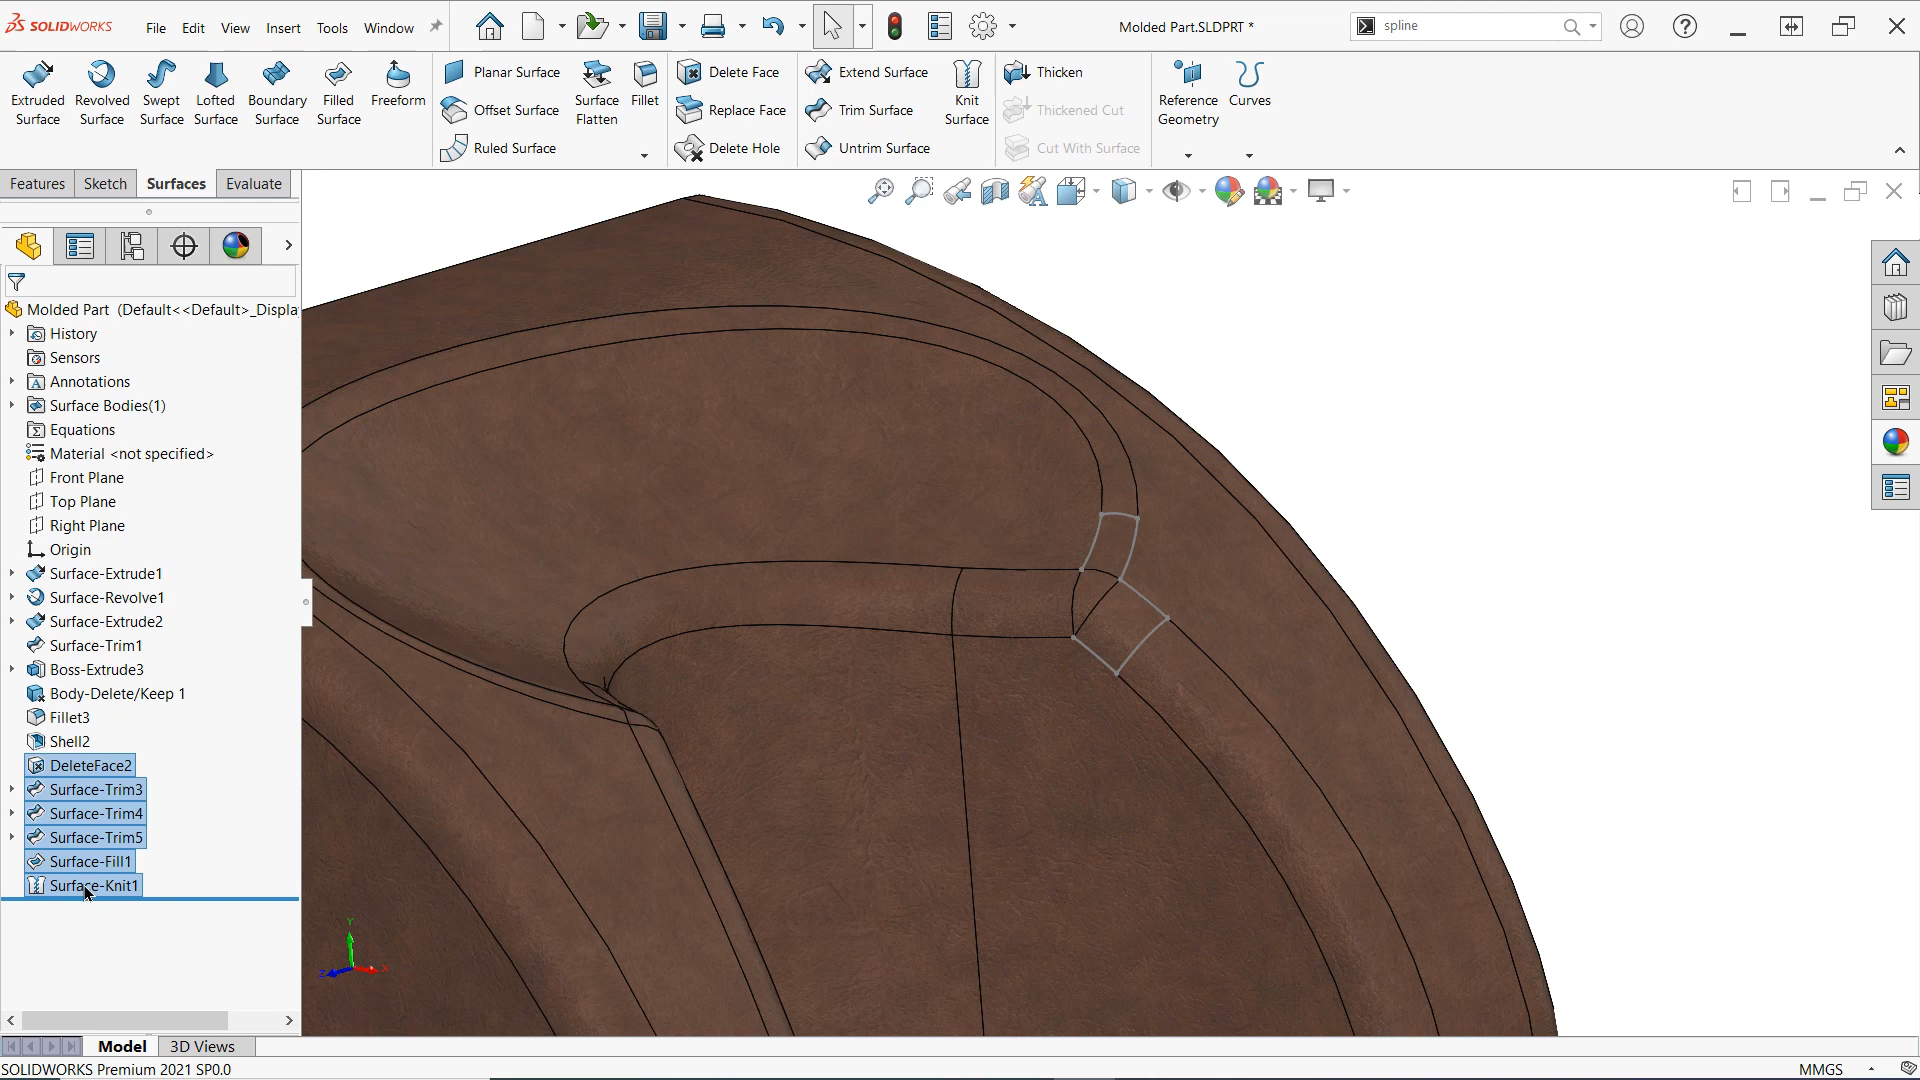 SOLIDWORKS File Edit View Insert Tools Window Molded Part.SLDPRT * spline
Extruded Surface
Revolved Surface
Swept Surface
Lofted Surface
Boundary Surface
Filled Surface
Freeform
Planar Surface
Offset Surface
Ruled Surface
Surface Flatten
Fillet
Delete Face
Replace Face
Delete Hole
Extend Surface
Trim Surface
Untrim Surface
Knit Surface
Thicken
Thickened Cut
Cut With Surface
Reference Geometry
Curves
Features Sketch Surfaces Evaluate
Molded Part (Default<<Default>_Displa
History
Sensors
Annotations
Surface Bodies(1)
Equations
Material <not specified>
Front Plane
Top Plane
Right Plane
Origin
Surface-Extrude1
Surface-Revolve1
Surface-Extrude2
Surface-Trim1
Boss-Extrude3
Body-Delete/Keep 1
Fillet3
Shell2
DeleteFace2
Surface-Trim3
Surface-Trim4
Surface-Trim5
Surface-Fill1
Surface-Knit1
Y
Z X
Model 3D Views
SOLIDWORKS Premium 2021 SP0.0 MMGS